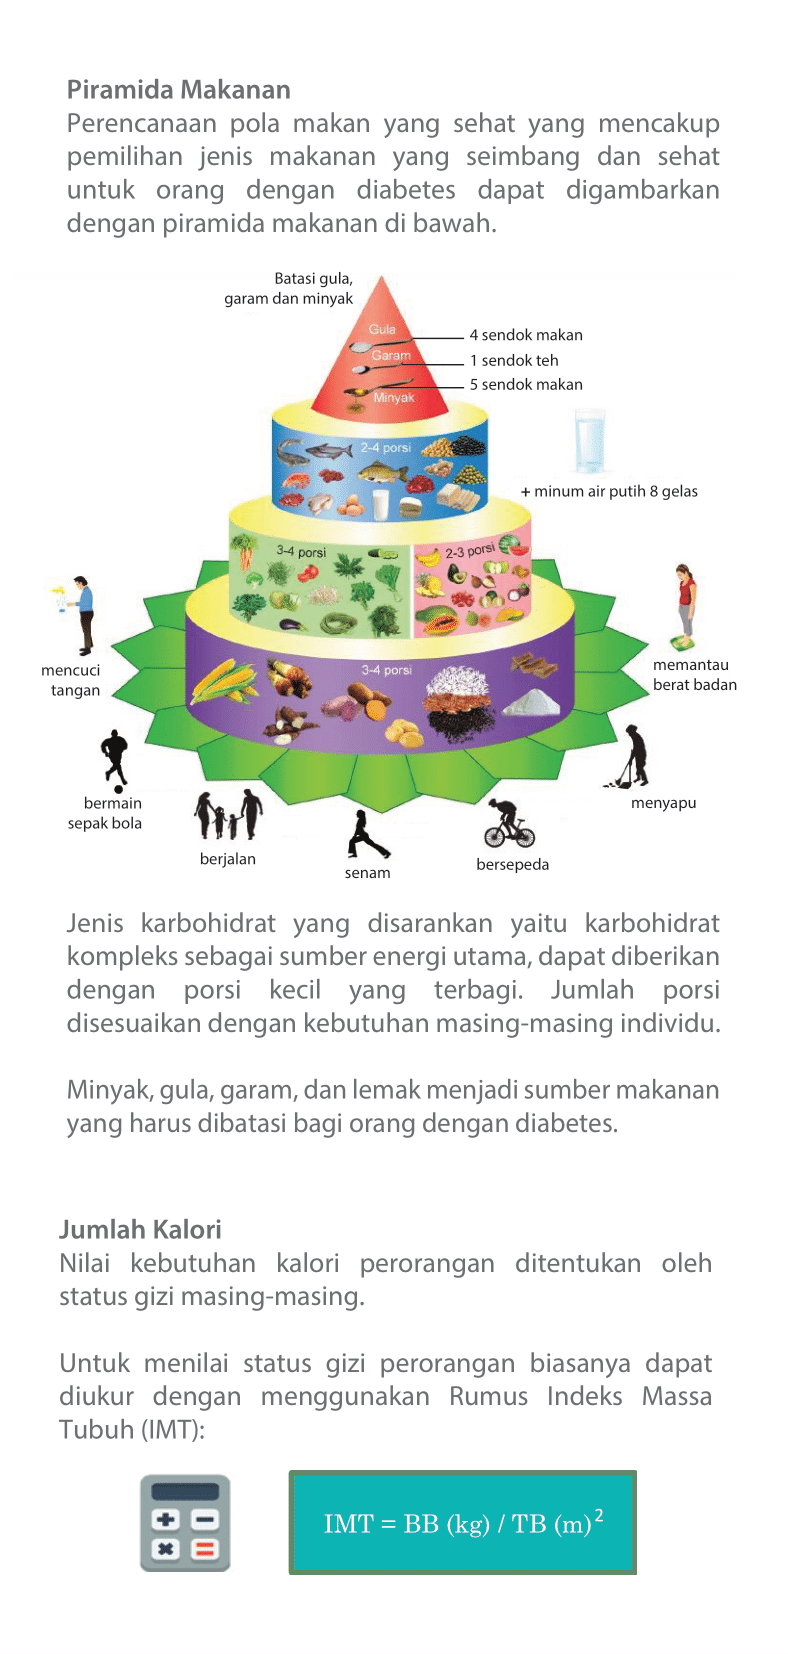 Piramida Makanan
Perencanaan pola makan yang sehat yang mencakup
pemilihan jenis makanan yang seimbang dan sehat
untuk orang dengan diabetes dapat digambarkan
dengan piramida makanan di bawah.
Batasi gula,
garam dan minyak
Gula
4 sendok makan
Garam
1 sendok teh
5 sendok makan
Minyak
2-4 porsi
+ minum air putih 8 gelas
3-4 porsi
2-3 porsi
mencuci
tangan
3-4 porsi
memantau
berat badan
bermain
sepak bola
menyapu
berjalan
senam
bersepeda
Jenis karbohidrat yang disarankan yaitu karbohidrat
kompleks sebagai sumber energi utama, dapat diberikan
dengan porsi kecil yang terbagi. Jumlah porsi
disesuaikan dengan kebutuhan masing-masing individu.
Minyak, gula, garam, dan lemak menjadi sumber makanan
yang harus dibatasi bagi orang dengan diabetes.
Jumlah Kalori
Nilai kebutuhan kalori perorangan ditentukan oleh
status gizi masing-masing.
Untuk menilai status gizi perorangan biasanya dapat
diukur dengan menggunakan Rumus Indeks Massa
Tubuh (IMT):
IMT = BB (kg) / TB (m)²